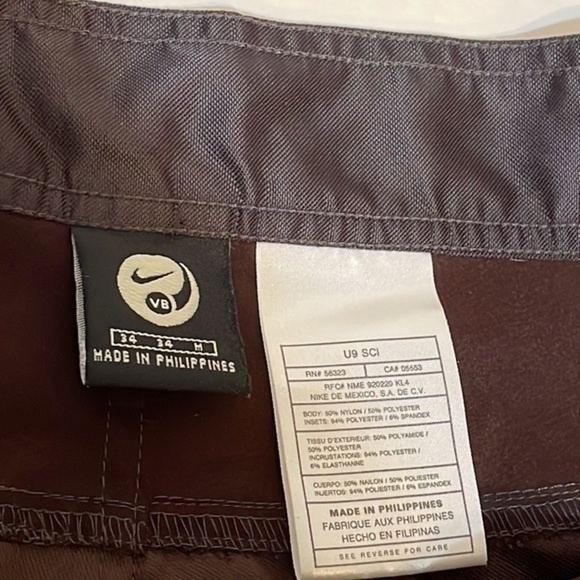 VB
34 34 M
MADE IN PHILIPPINES
U9 SCI
RN# 56323 CA# 05553
RFC# NME 920220 KL4
NIKE DE MEXICO, S.A. DE C.V.
BODY: 50% NYLON / 50% POLYESTER
INSETS: 94% POLYESTER / 6% SPANDEX
TISSU D'EXTERIEUR: 50% POLYAMIDE /
50% POLYESTER
INCRUSTATIONS: 94% POLYESTER /
6% ELASTHANNE
CUERPO: 50% NAILON / 50% POLIESTER
INJERTOS: 94% POLIESTER / 6% ESPANDEX
MADE IN PHILIPPINES
FABRIQUE AUX PHILIPPINES
HECHO EN FILIPINAS
SEE REVERSE FOR CARE